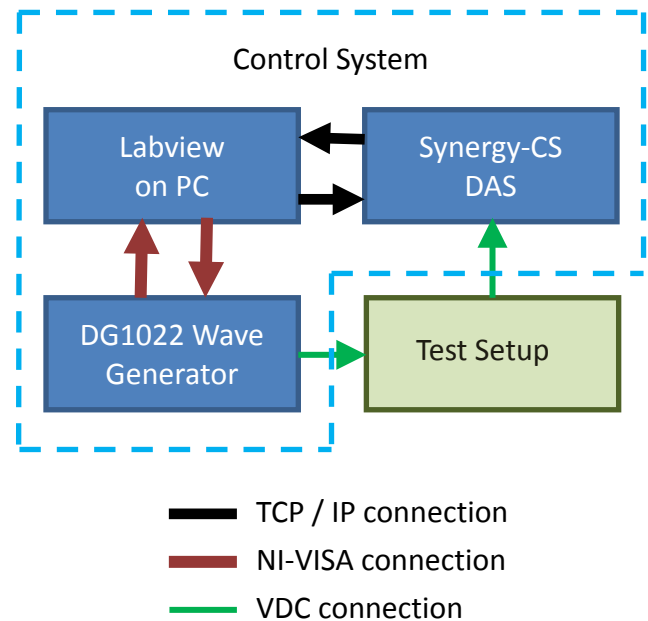 Control System
Labview
on PC
Synergy-CS
DAS
DG1022 Wave
Generator
Test Setup
TCP / IP connection
NI-VISA connection
VDC connection